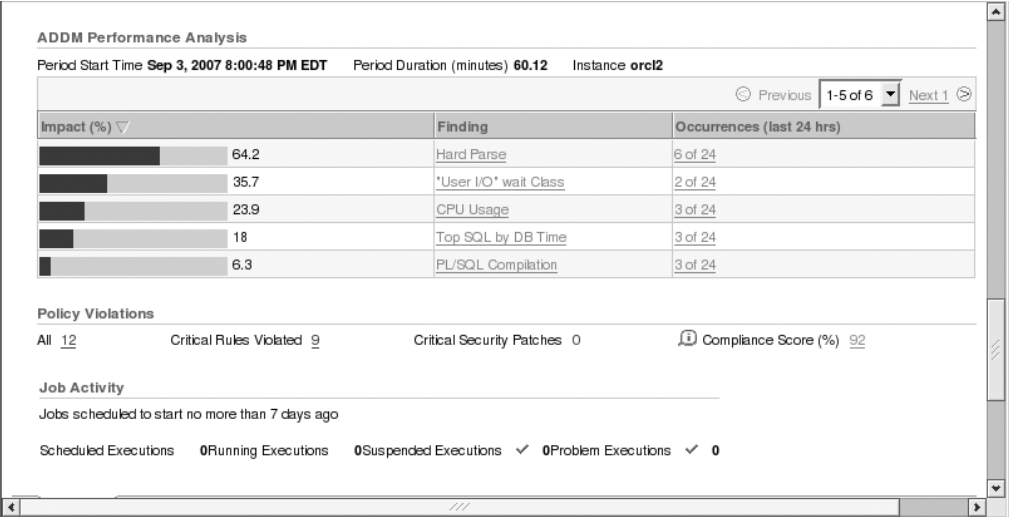 ADDM Performance Analysis
Period Start Time Sep 3, 2007 8:00:48 PM EDT Period Duration (minutes) 60.12 Instance orcl2
Previous 1-5 of 6 Next 1
Impact (%) Finding Occurrences (last 24 hrs)
64.2 Hard Parse 6 of 24
35.7 "User I/O" wait Class 2 of 24
23.9 CPU Usage 3 of 24
18 Top SQL by DB Time 3 of 24
6.3 PL/SQL Compilation 3 of 24
Policy Violations
All 12 Critical Rules Violated 9 Critical Security Patches 0 Compliance Score (%) 92
Job Activity
Jobs scheduled to start no more than 7 days ago
Scheduled Executions 0Running Executions 0Suspended Executions ✓ 0Problem Executions ✓ 0